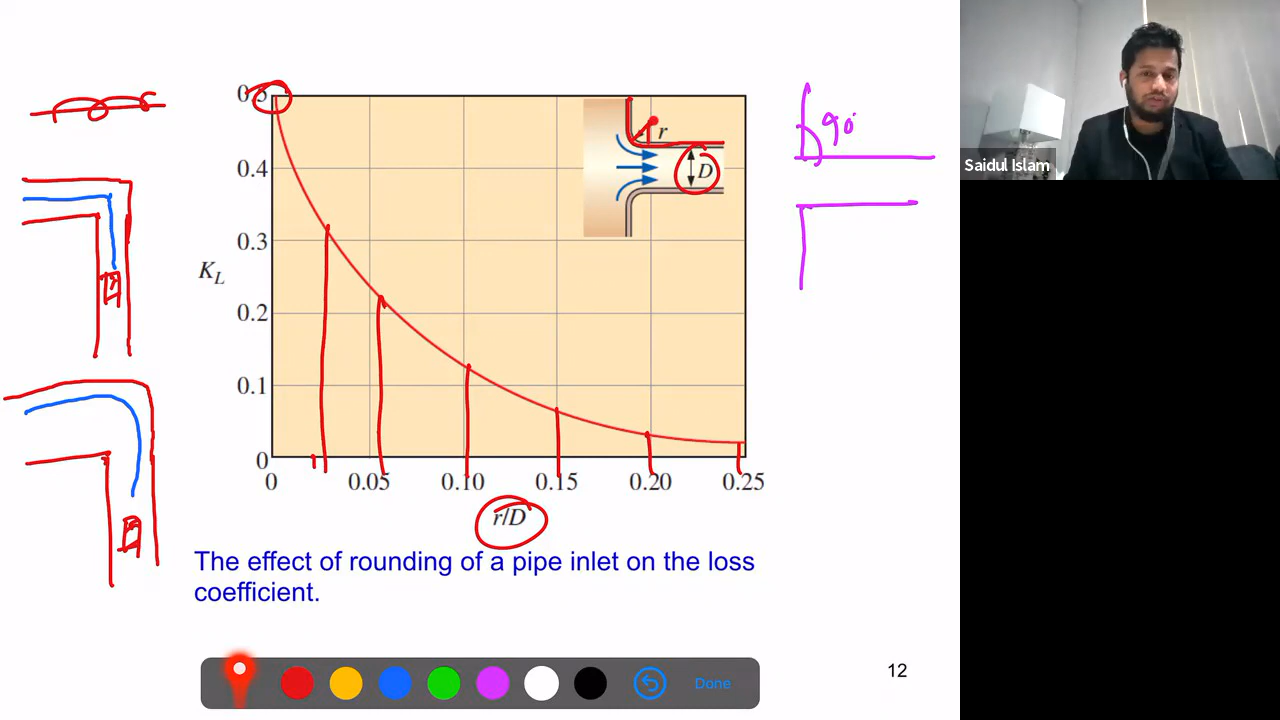 0.5
0.4
0.3
0.2
0.1
0
K_L
r
D
0
0.05
0.10
0.15
0.20
0.25
r/D
90°
Saidul Islam
The effect of rounding of a pipe inlet on the loss
coefficient.
Done
12